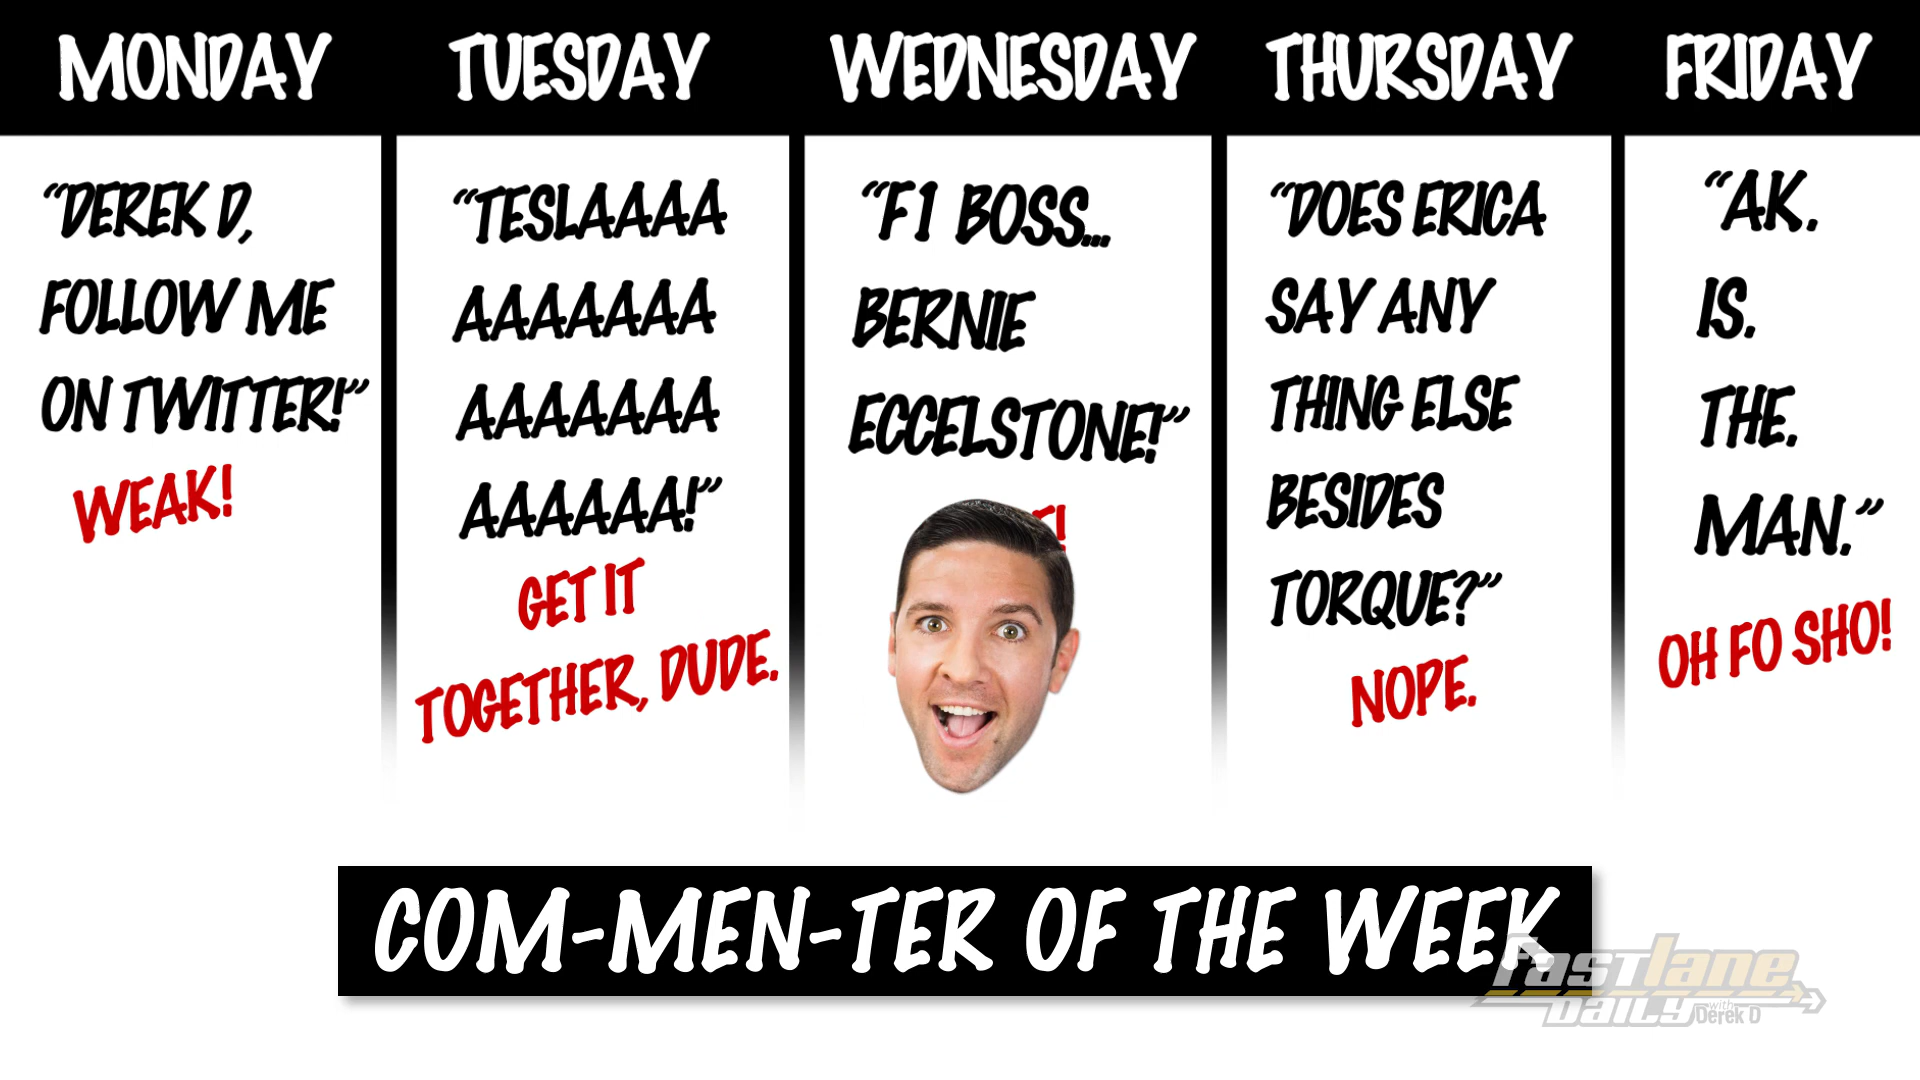 MONDAY
TUESDAY
WEDNESDAY
THURSDAY
FRIDAY
“DEREK D,
FOLLOW ME
ON TWITTER!”
WEAK!
“TESLAAAA
AAAAAAA
AAAAAAA
AAAAAA!”
GET IT
TOGETHER, DUDE.
“F1 BOSS...
BERNIE
ECCELSTONE!”
“DOES ERICA
SAY ANY
THING ELSE
BESIDES
TORQUE?”
NOPE.
“AK.
IS.
THE.
MAN.”
OH FO SHO!
COM-MEN-TER OF THE WEEK
Fastlane
Daily with Derek D